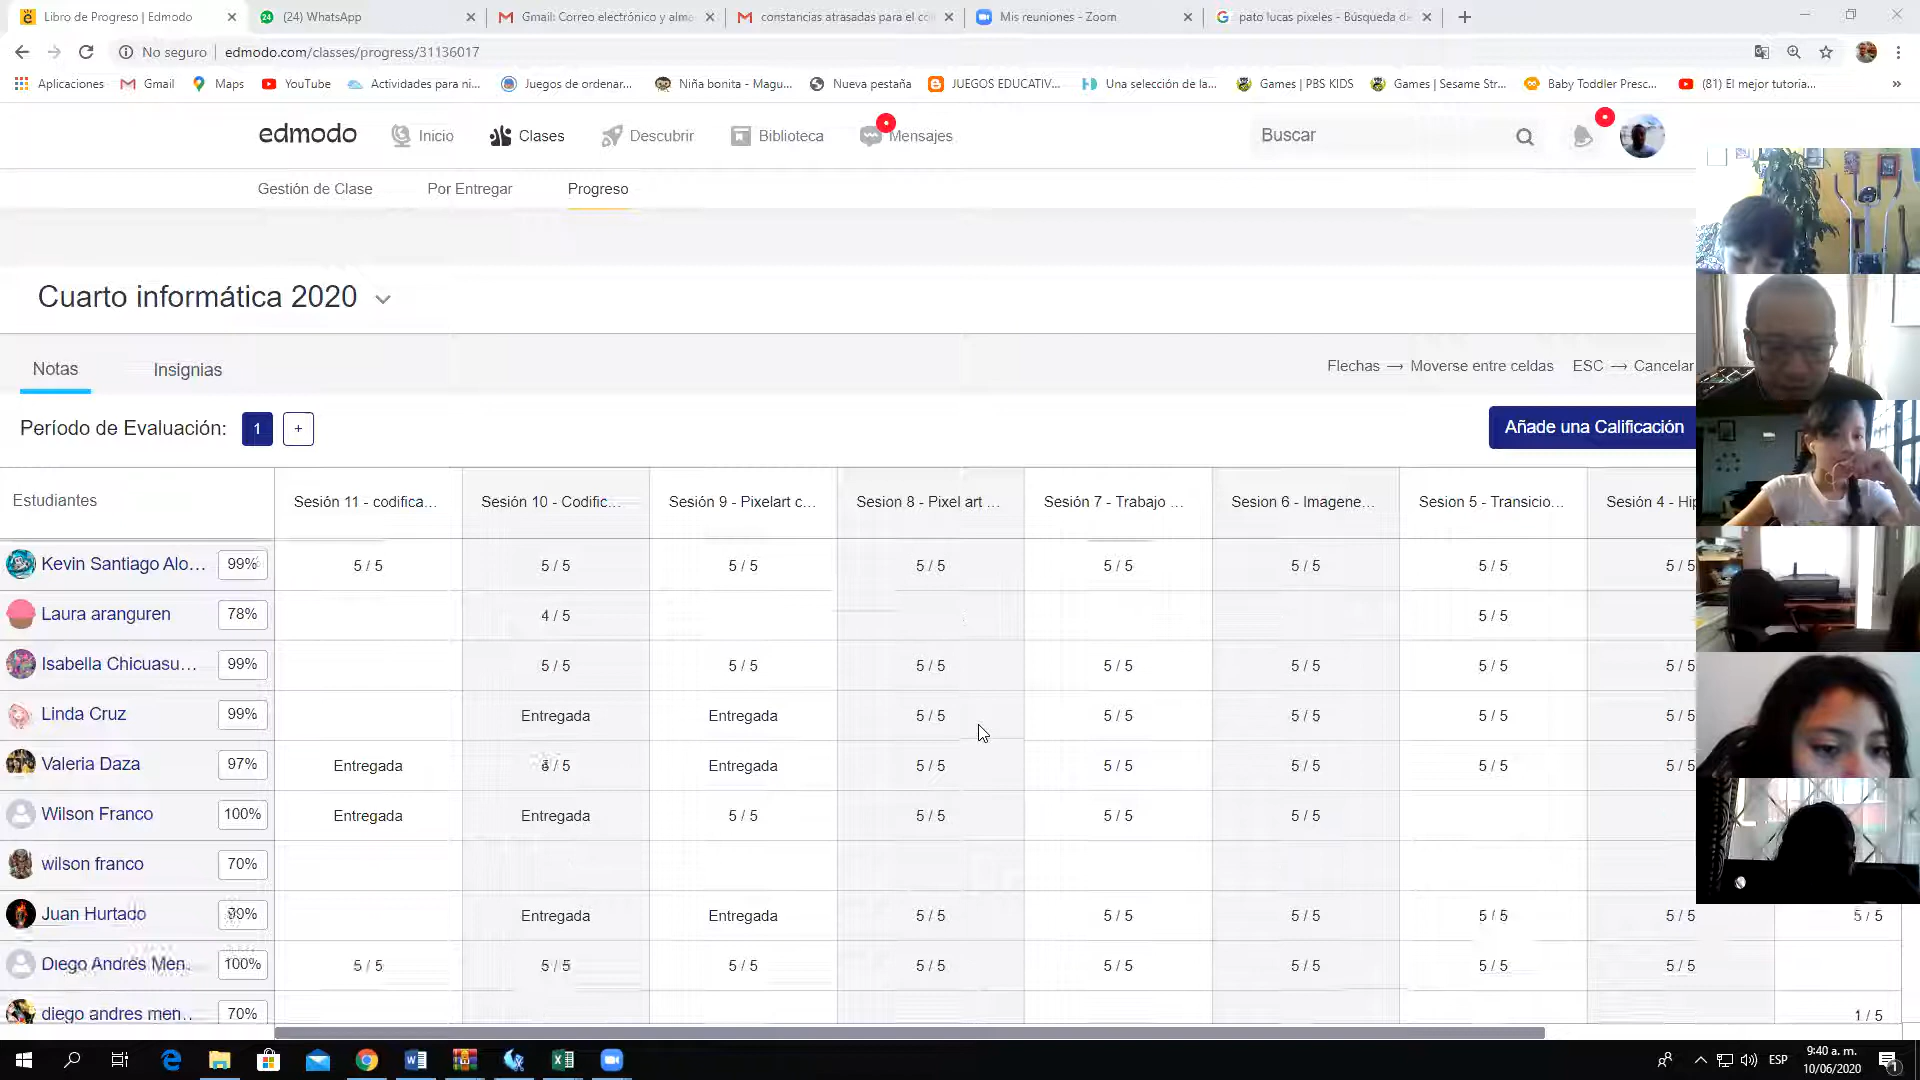 Libro de Progreso | Edmodo
(24) WhatsApp
Gmail: Correo electrónico y alma
constancias atrasadas para el co
Mis reuniones - Zoom
pato lucas pixeles - Búsqueda de
No seguro | edmodo.com/classes/progress/31136017
Aplicaciones Gmail Maps YouTube Actividades para ni... Juegos de ordenar... Niña bonita - Magu... Nueva pestaña JUEGOS EDUCATIV... Una selección de la... Games | PBS KIDS Games | Sesame Str... Baby Toddler Presc... (81) El mejor tutoria... »
edmodo Inicio Clases Descubrir Biblioteca Mensajes Buscar
Gestión de Clase Por Entregar Progreso
Cuarto informática 2020
Notas Insignias Flechas → Moverse entre celdas ESC → Cancelar
Período de Evaluación: 1 + Añade una Calificación
Estudiantes Sesión 11 - codifica... Sesión 10 - Codific... Sesión 9 - Pixelart c... Sesion 8 - Pixel art ... Sesión 7 - Trabajo ... Sesion 6 - Imagene... Sesion 5 - Transicio... Sesión 4 - Hip
Kevin Santiago Alo... 99% 5 / 5 5 / 5 5 / 5 5 / 5 5 / 5 5 / 5 5 / 5 5 / 5
Laura aranguren 78% 4 / 5 5 / 5
Isabella Chicuasu... 99% 5 / 5 5 / 5 5 / 5 5 / 5 5 / 5 5 / 5 5 / 5
Linda Cruz 99% Entregada Entregada 5 / 5 5 / 5 5 / 5 5 / 5 5 / 5
Valeria Daza 97% Entregada / 5 Entregada 5 / 5 5 / 5 5 / 5 5 / 5 5 / 5
Wilson Franco 100% Entregada Entregada 5 / 5 5 / 5 5 / 5 5 / 5
wilson franco 70%
Juan Hurtado Entregada Entregada 5 / 5 5 / 5 5 / 5 5 / 5 5 / 5 5 / 5
Diego Andres Men... 100% 5 / 5 5 / 5 5 / 5 5 / 5 5 / 5 5 / 5 5 / 5 5 / 5
diego andres men... 70% 1 / 5
ESP
9:40 a. m.
10/06/2020
1